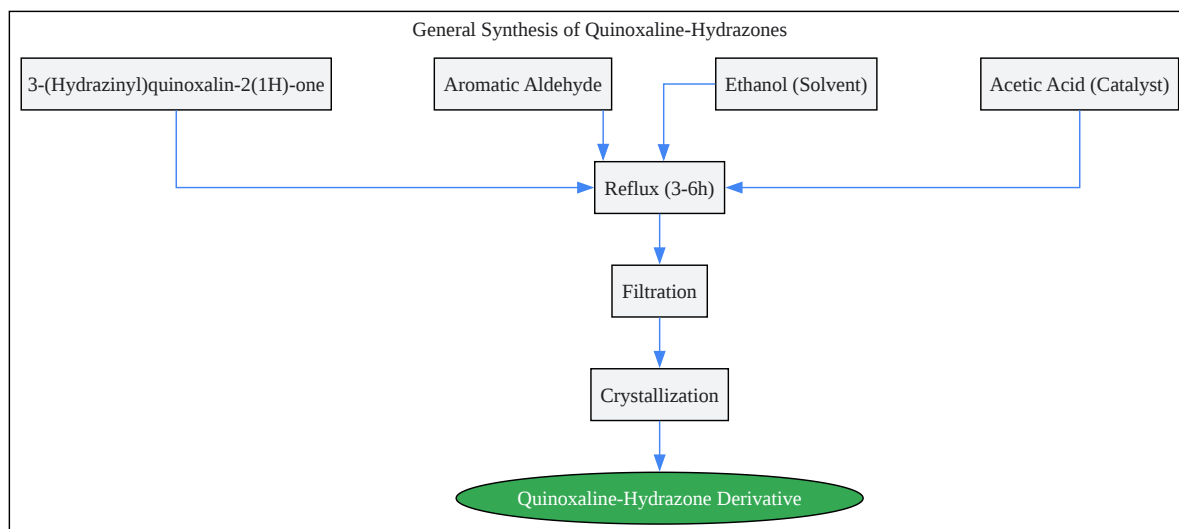 General Synthesis of Quinoxaline-Hydrazones
3-(Hydrazinyl)quinoxalin-2(1H)-one
Aromatic Aldehyde
Ethanol (Solvent)
Acetic Acid (Catalyst)
Reflux (3-6h)
Filtration
Crystallization
Quinoxaline-Hydrazone Derivative